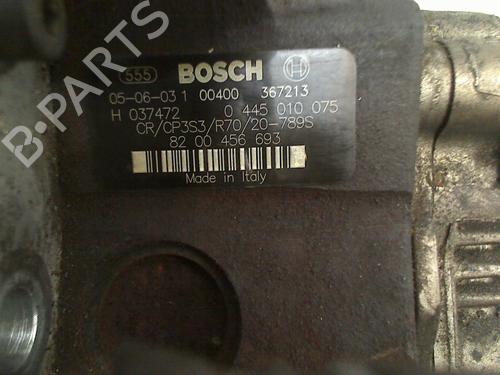 B-PARTS
555 BOSCH
05-06-03 1 00400 367213
H 037472 0 445 010 075
CR/CP3S3/R70/20-789S
82 00 456 693
Made in Italy